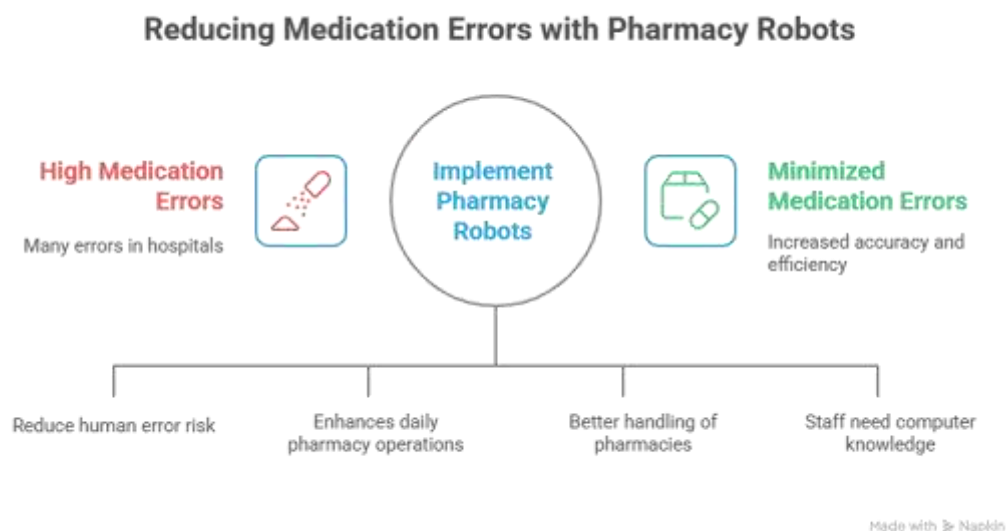 Reducing Medication Errors with Pharmacy Robots
High Medication
Errors
Many errors in hospitals
Implement
Pharmacy
Robots
Minimized
Medication Errors
Increased accuracy and
efficiency
Reduce human error risk
Enhances daily
pharmacy operations
Better handling of
pharmacies
Staff need computer
knowledge
Made with Napkin